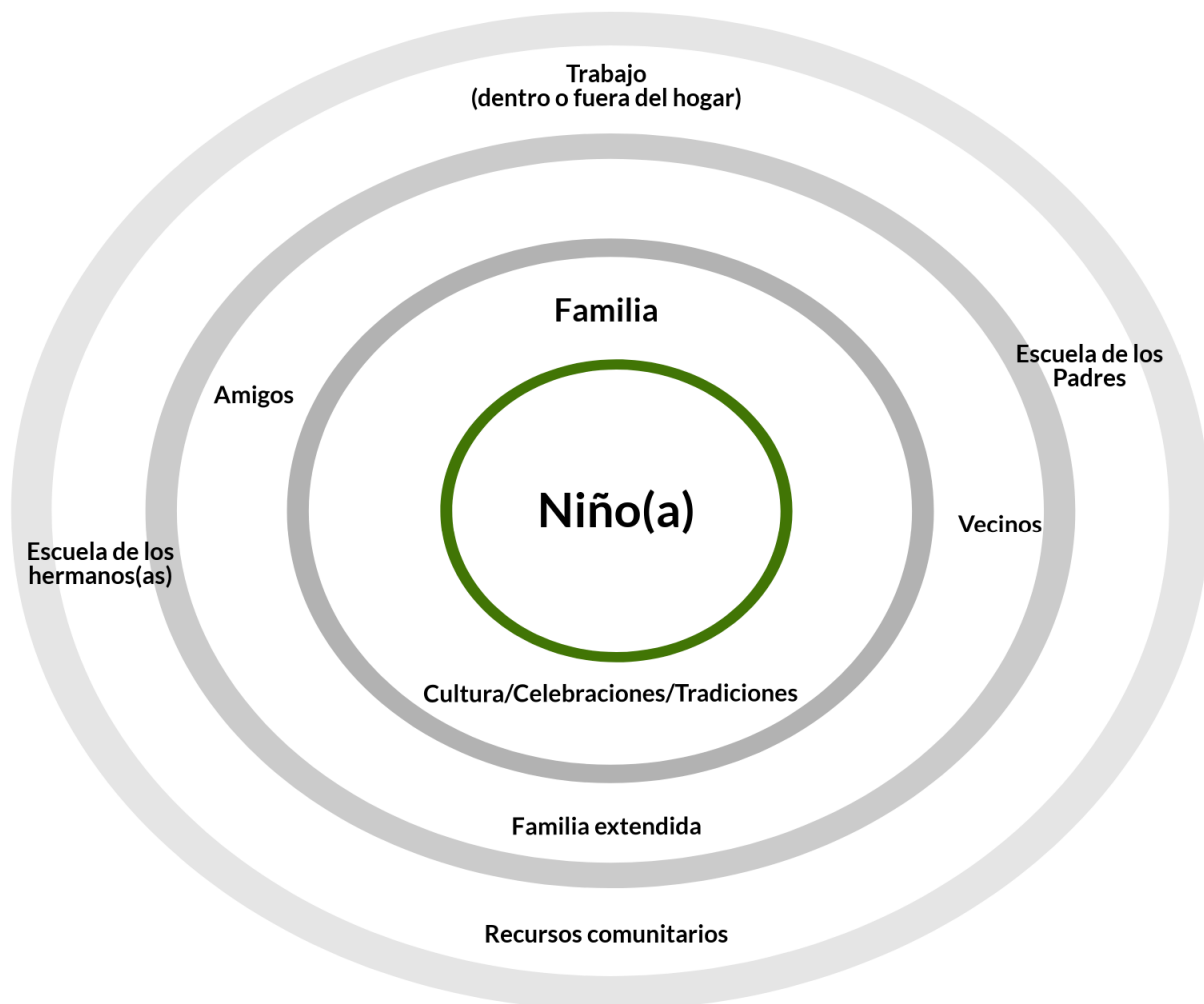 Trabajo
(dentro o fuera del hogar)
Familia
Escuela de los
Padres
Amigos
Niño(a)
Vecinos
Escuela de los
hermanos(as)
Cultura/Celebraciones/Tradiciones
Familia extendida
Recursos comunitarios